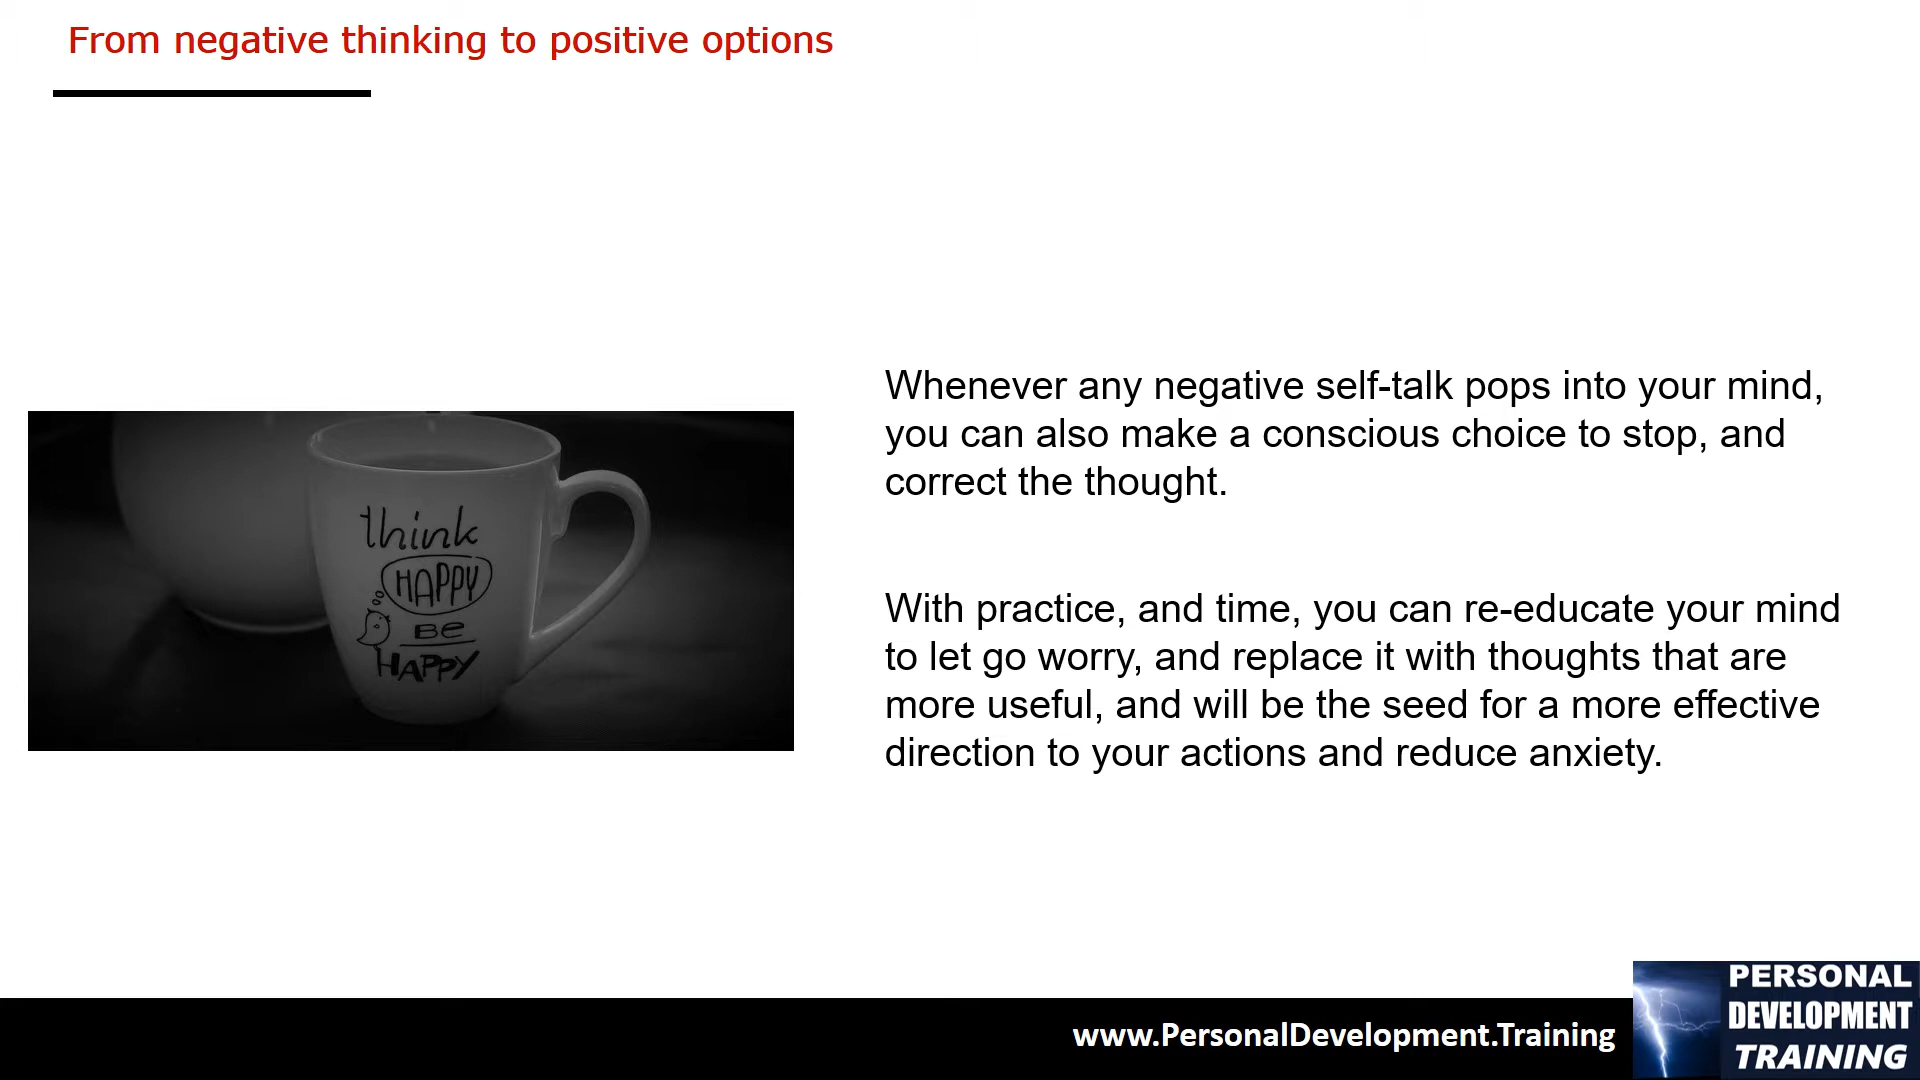 From negative thinking to positive options
think
HAPPY
Be
HAPPY
Whenever any negative self-talk pops into your mind,
you can also make a conscious choice to stop, and
correct the thought.
With practice, and time, you can re-educate your mind
to let go worry, and replace it with thoughts that are
more useful, and will be the seed for a more effective
direction to your actions and reduce anxiety.
www.PersonalDevelopment.Training
PERSONAL
DEVELOPMENT
TRAINING